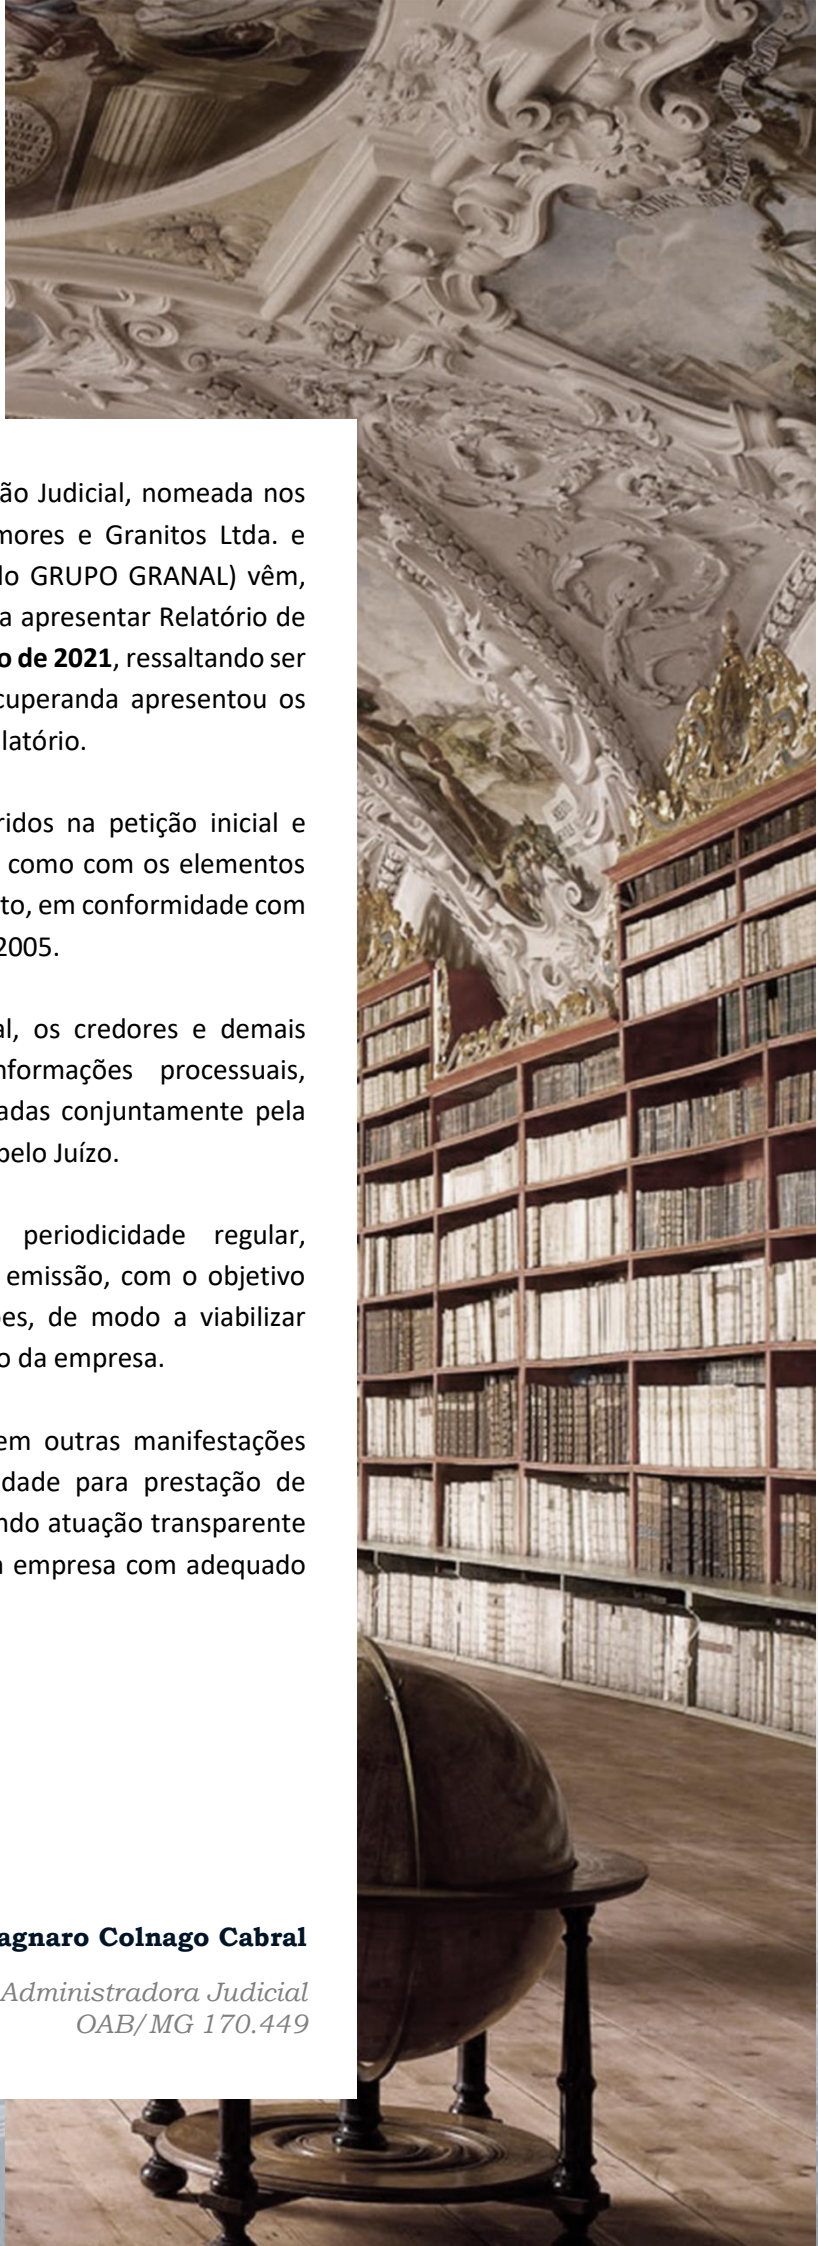 ão Judicial, nomeada nos
mores e Granitos Ltda. e
lo GRUPO GRANAL) vêm,
a apresentar Relatório de
o de 2021, ressaltando ser
cuperanda apresentou os
latório.
ridos na petição inicial e
como com os elementos
to, em conformidade com
2005.
al, os credores e demais
nformações processuais,
adas conjuntamente pela
pelo Juízo.
periodicidade regular,
emissão, com o objetivo
es, de modo a viabilizar
o da empresa.
em outras manifestações
dade para prestação de
ndo atuação transparente
empresa com adequado
agnaro Colnago Cabral
Administradora Judicial
OAB/MG 170.449